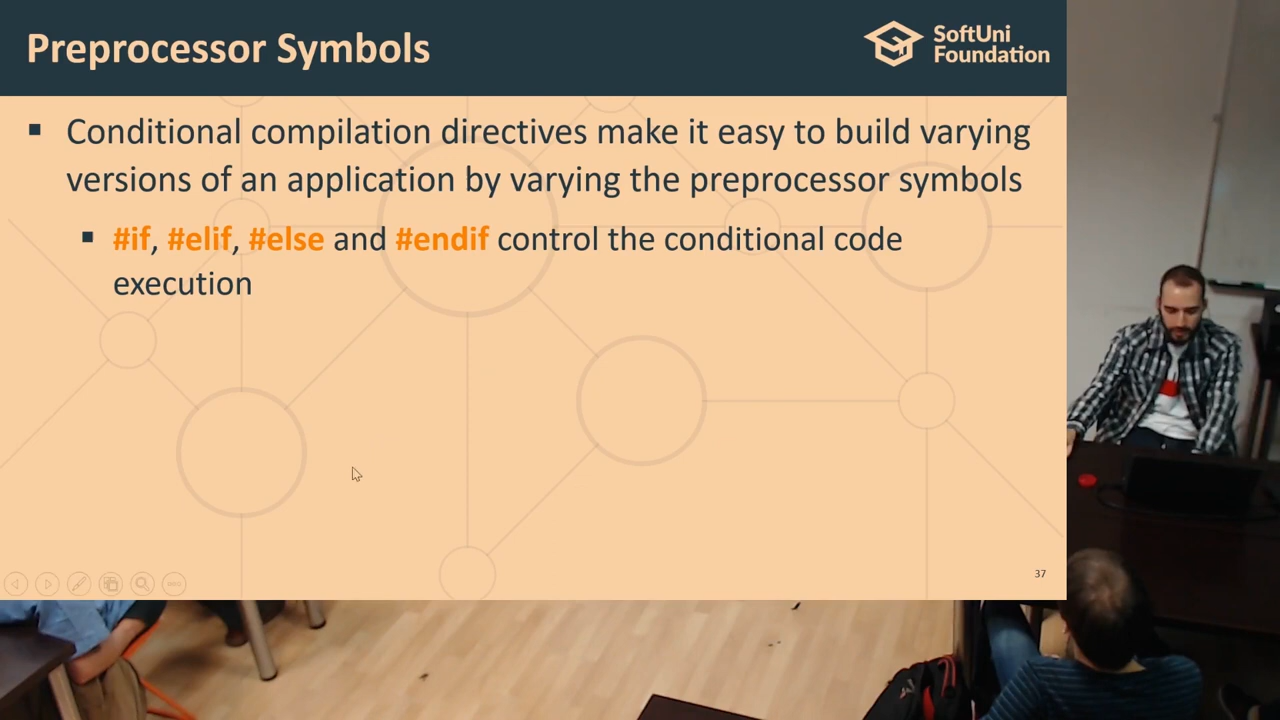 Preprocessor Symbols
SoftUni
Foundation
Conditional compilation directives make it easy to build varying
versions of an application by varying the preprocessor symbols
#if, #elif, #else and #endif control the conditional code
execution
37